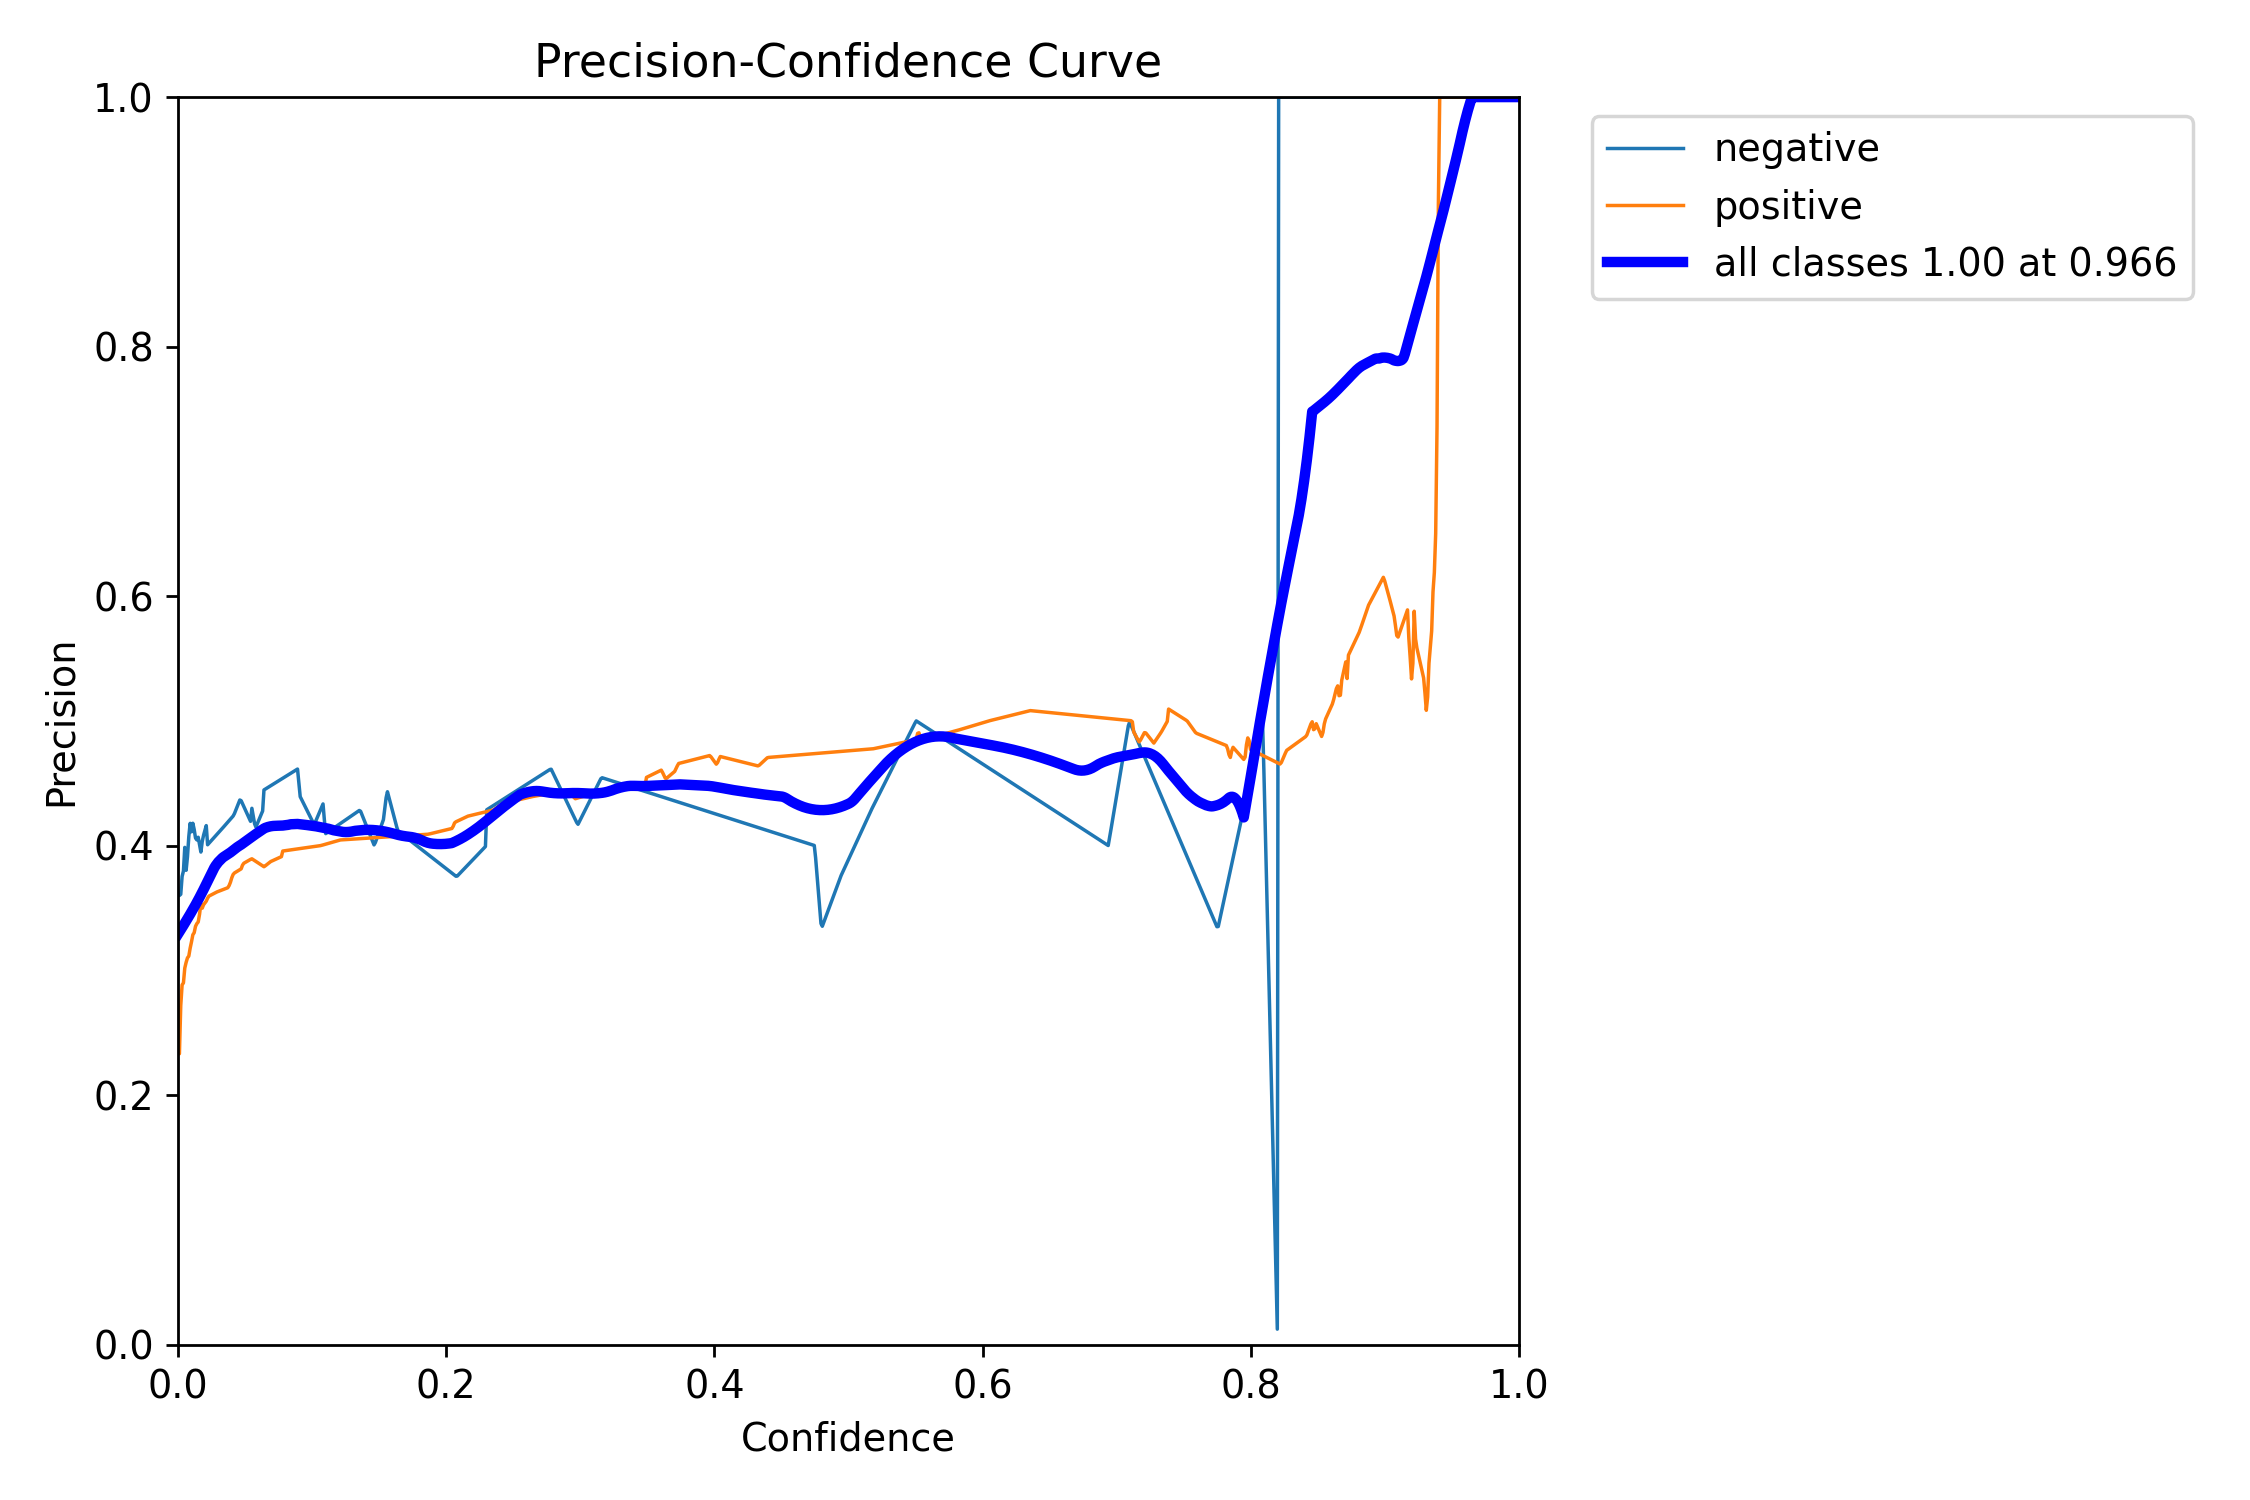 Precision-Confidence Curve
1.0
0.8
0.6
0.4
0.2
0.0
Precision
0.0 0.2 0.4 0.6 0.8 1.0
Confidence
negative
positive
all classes 1.00 at 0.966